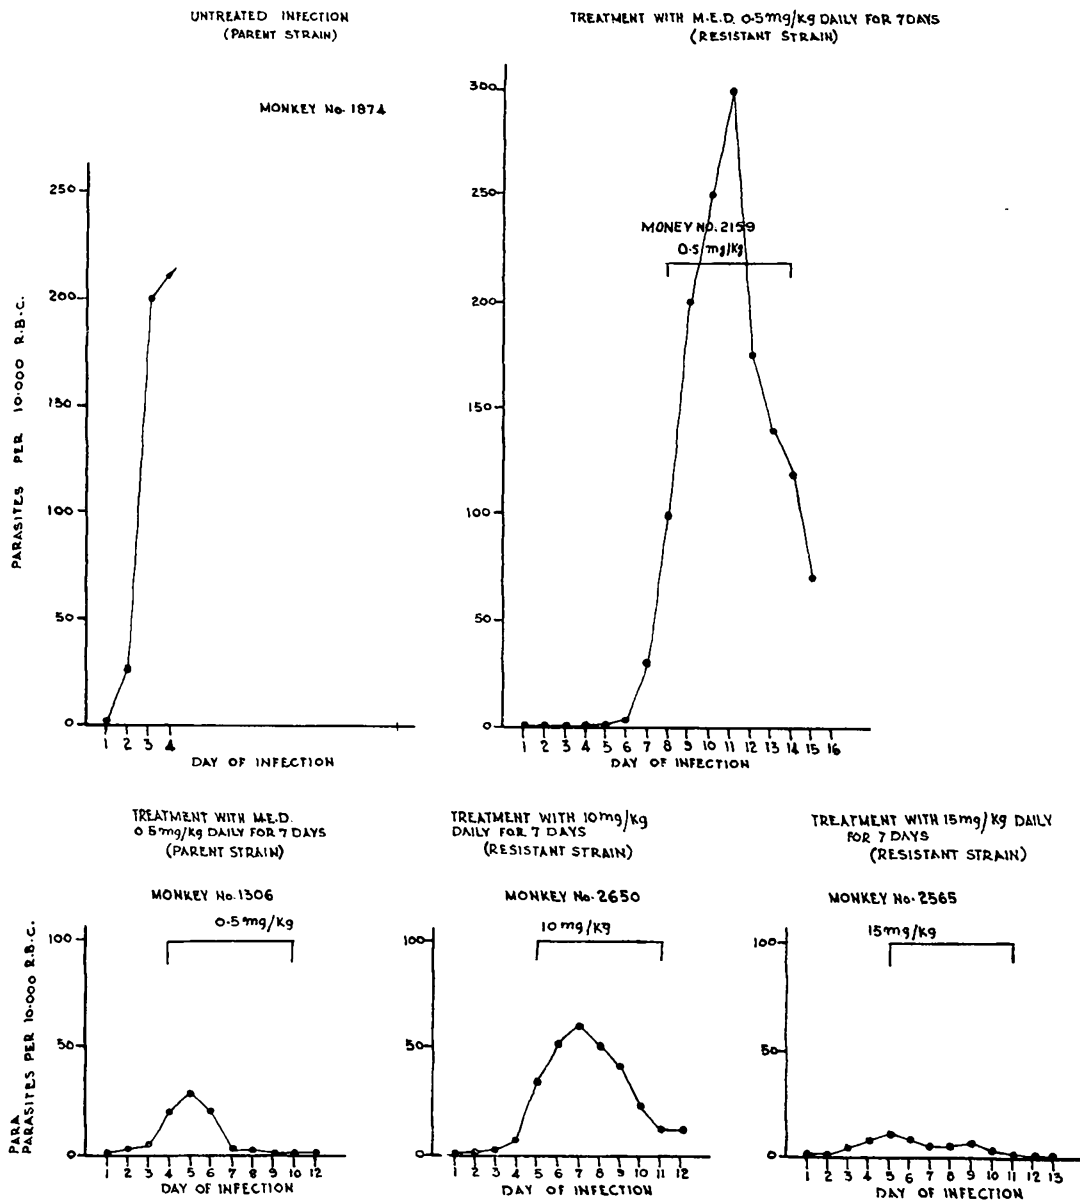 UNTREATED INFECTION
(PARENT STRAIN)
MONKEY No. 1874
PARASITES PER 10.000 R.B.C.
250
200
150
100
50
0
1 2 3 4
DAY OF INFECTION
TREATMENT WITH M.E.D. 0.5mg/kg DAILY FOR 7DAYS
(RESISTANT STRAIN)
MONEY NO. 2159
0.5 mg/Kg
300
250
200
150
100
50
0
1 2 3 4 5 6 7 8 9 10 11 12 13 14 15 16
DAY OF INFECTION
TREATMENT WITH M.E.D.
0 5mg/kg DAILY FOR 7 DAYS
(PARENT STRAIN)
MONKEY No. 1306
0.5mg/Kg
PARA
PARASITES PER 10.000 R.B.C.
100
50
0
1 2 3 4 5 6 7 8 9 10 12
DAY OF INFECTION
TREATMENT WITH 10mg/kg
DAILY FOR 7 DAYS
(RESISTANT STRAIN)
MONKEY No. 2650
10 mg/Kg
100
50
0
1 2 3 4 5 6 7 8 9 10 11 12
DAY OF INFECTION
TREATMENT WITH 15mg/Kg DAILY
FOR 7 DAYS
(RESISTANT STRAIN)
MONKEY No. 2565
15mg/Kg
100
50
0
1 2 3 4 5 6 7 8 9 10 11 12 13
DAY OF INFECTION